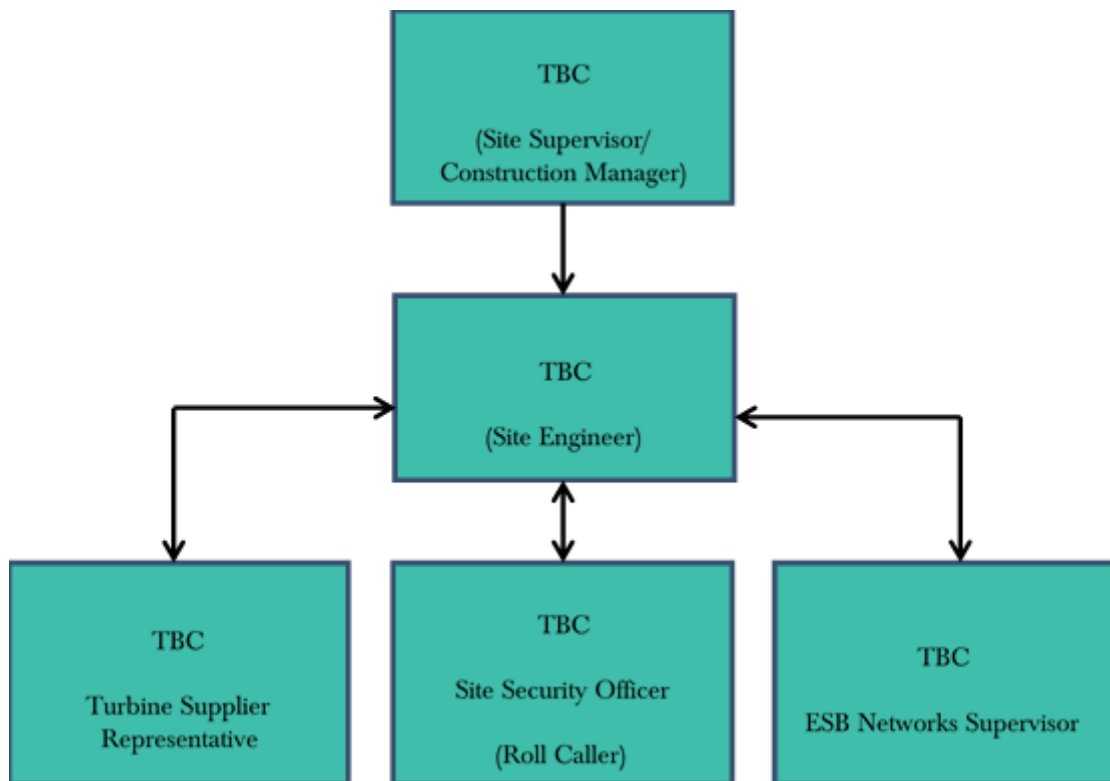 TBC
(Site Supervisor/
Construction Manager)
TBC
(Site Engineer)
TBC
Turbine Supplier
Representative
TBC
Site Security Officer
(Roll Caller)
TBC
ESB Networks Supervisor